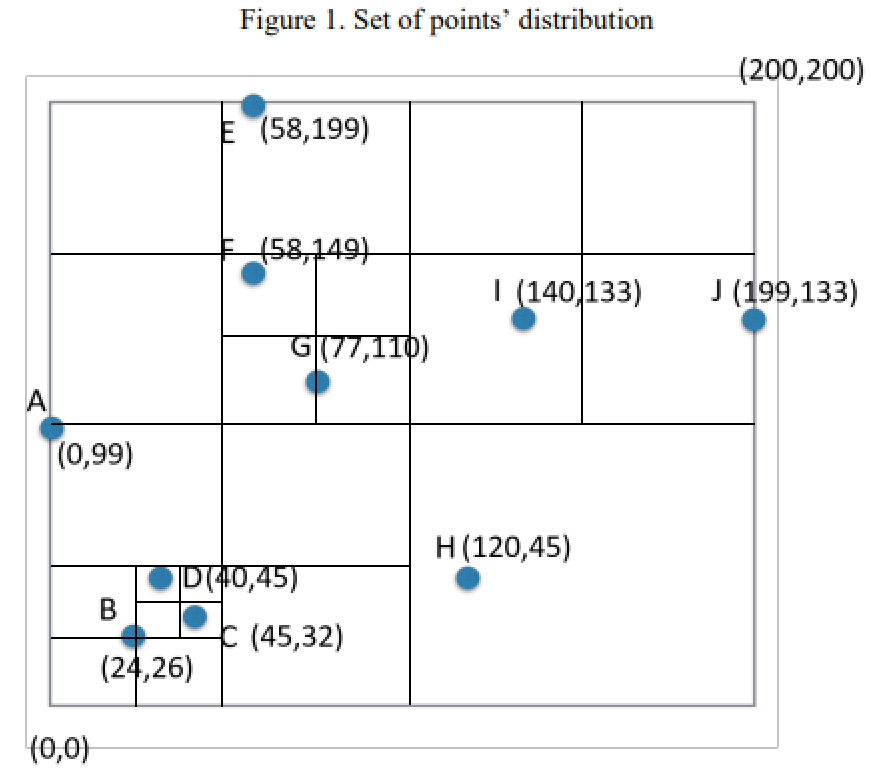 Figure 1. Set of points’ distribution
(200,200)
E (58,199)
F (58,149)
I (140,133)
J (199,133)
G (77,110)
A
(0,99)
H (120,45)
D(40,45)
B
C (45,32)
(24,26)
(0,0)